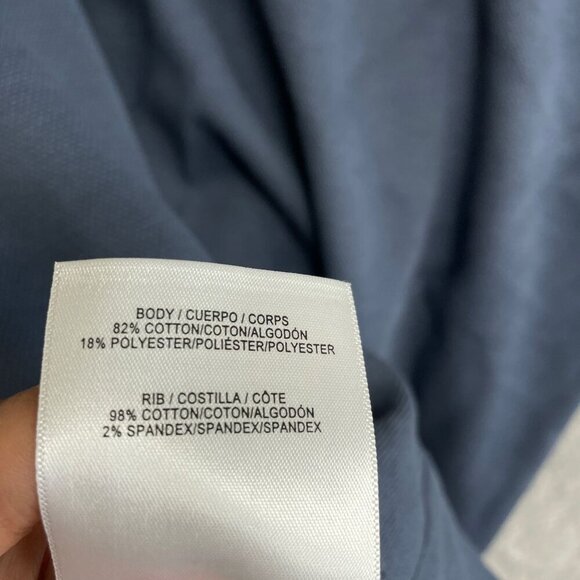 BODY / CUERPO / CORPS
82% COTTON/COTON/ALGODÓN
18% POLYESTER/POLIÉSTER/POLYESTER
RIB / COSTILLA / CÔTE
98% COTTON/COTON/ALGODÓN
2% SPANDEX/SPANDEX/SPANDEX